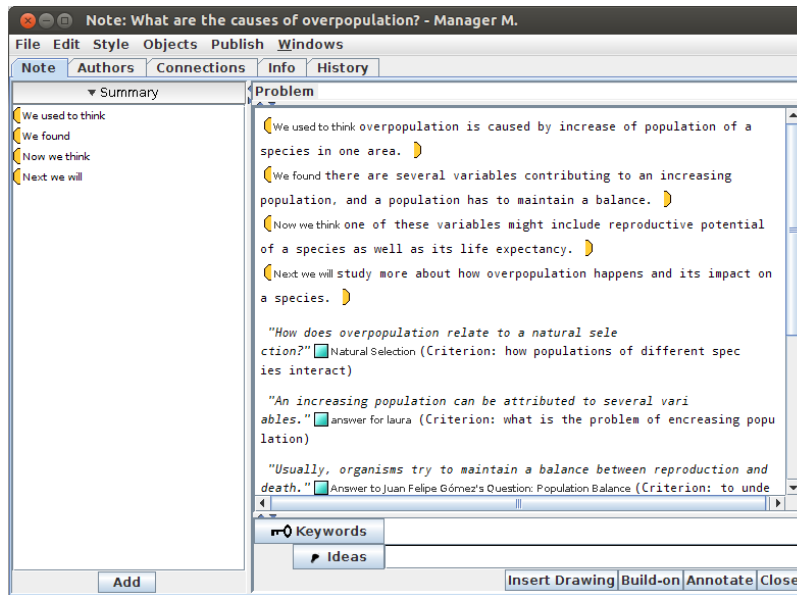 Note: What are the causes of overpopulation? - Manager M.
File Edit Style Objects Publish Windows
Note Authors Connections Info History
Summary
We used to think
We found
Now we think
Next we will
Problem
We used to think overpopulation is caused by increase of population of a
species in one area.
We found there are several variables contributing to an increasing
population, and a population has to maintain a balance.
Now we think one of these variables might include reproductive potential
of a species as well as its life expectancy.
Next we will study more about how overpopulation happens and its impact on
a species.
"How does overpopulation relate to a natural sele
ction?" Natural Selection (Criterion: how populations of different spec
ies interact)
"An increasing population can be attributed to several vari
ables." answer for laura (Criterion: what is the problem of encreasing popu
lation)
"Usually, organisms try to maintain a balance between reproduction and
death." Answer to Juan Felipe Gómez's Question: Population Balance (Criterion: to unde
Keywords
Ideas
Add
Insert Drawing Build-on Annotate Close